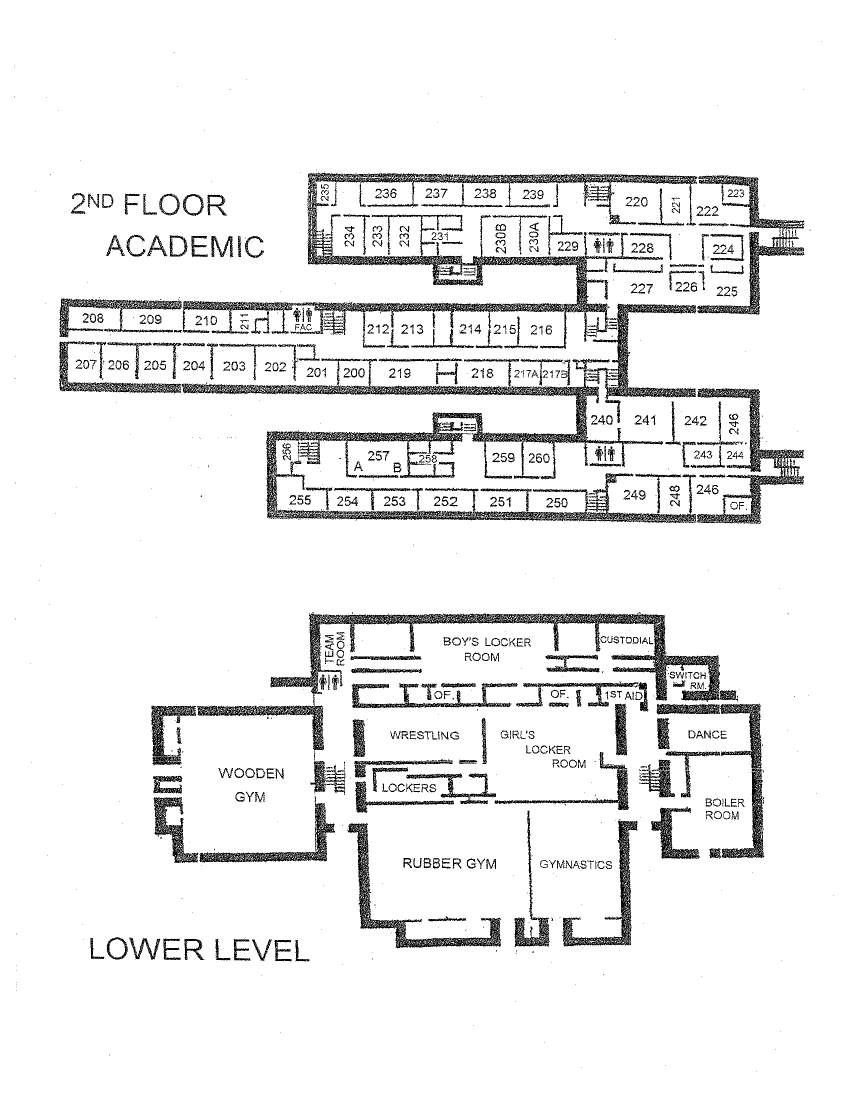 2ND FLOOR
ACADEMIC
235 236 237 238 239 220 221 222 223
234 233 232 231 230B 230A 229 228 224
227 226 225
208 209 210 211 FAC 212 213 214 215 216
207 206 205 204 203 202 201 200 219 218 217A 217B
240 241 242 246
256 257 258 259 260 243 244
A B
255 254 253 252 251 250 249 248 246
OF.
TEAM ROOM
BOY'S LOCKER
ROOM
CUSTODIAL
SWITCH
RM.
OF. OF. 1ST AID
WRESTLING
GIRL'S
LOCKER
ROOM
DANCE
WOODEN
GYM
LOCKERS
BOILER
ROOM
RUBBER GYM
GYMNASTICS
LOWER LEVEL